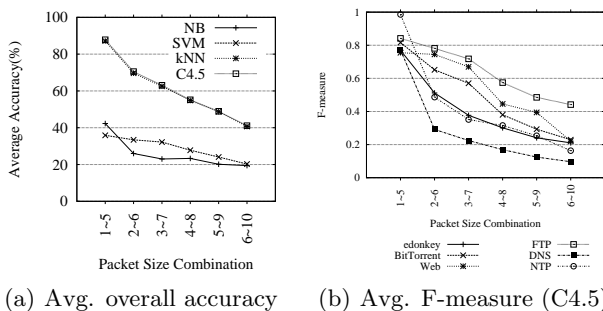 100
80
60
40
20
0
Average Accuracy(%)
NB
SVM
kNN
C4.5
1~5
2~6
3~7
4~8
5~9
6~10
Packet Size Combination
(a) Avg. overall accuracy
1
0.8
0.6
0.4
0.2
0
F-measure
1~5
2~6
3~7
4~8
5~9
6~10
Packet Size Combination
edonkey
BitTorrent
Web
FTP
DNS
NTP
(b) Avg. F-measure (C4.5)